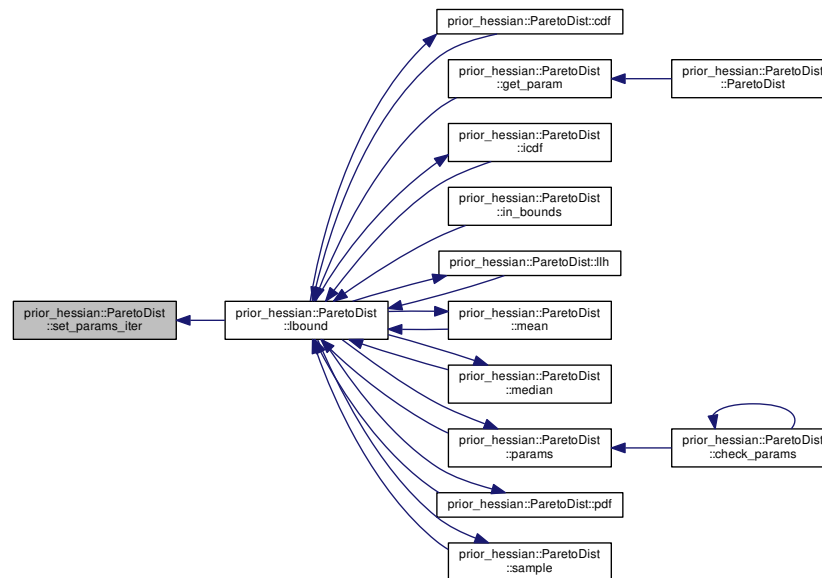 prior_hessian::ParetoDist::cdf
prior_hessian::ParetoDist
::get_param
prior_hessian::ParetoDist
::ParetoDist
prior_hessian::ParetoDist
::icdf
prior_hessian::ParetoDist
::in_bounds
prior_hessian::ParetoDist::llh
prior_hessian::ParetoDist
::set_params_iter
prior_hessian::ParetoDist
::lbound
prior_hessian::ParetoDist
::mean
prior_hessian::ParetoDist
::median
prior_hessian::ParetoDist
::params
prior_hessian::ParetoDist
::check_params
prior_hessian::ParetoDist::pdf
prior_hessian::ParetoDist
::sample